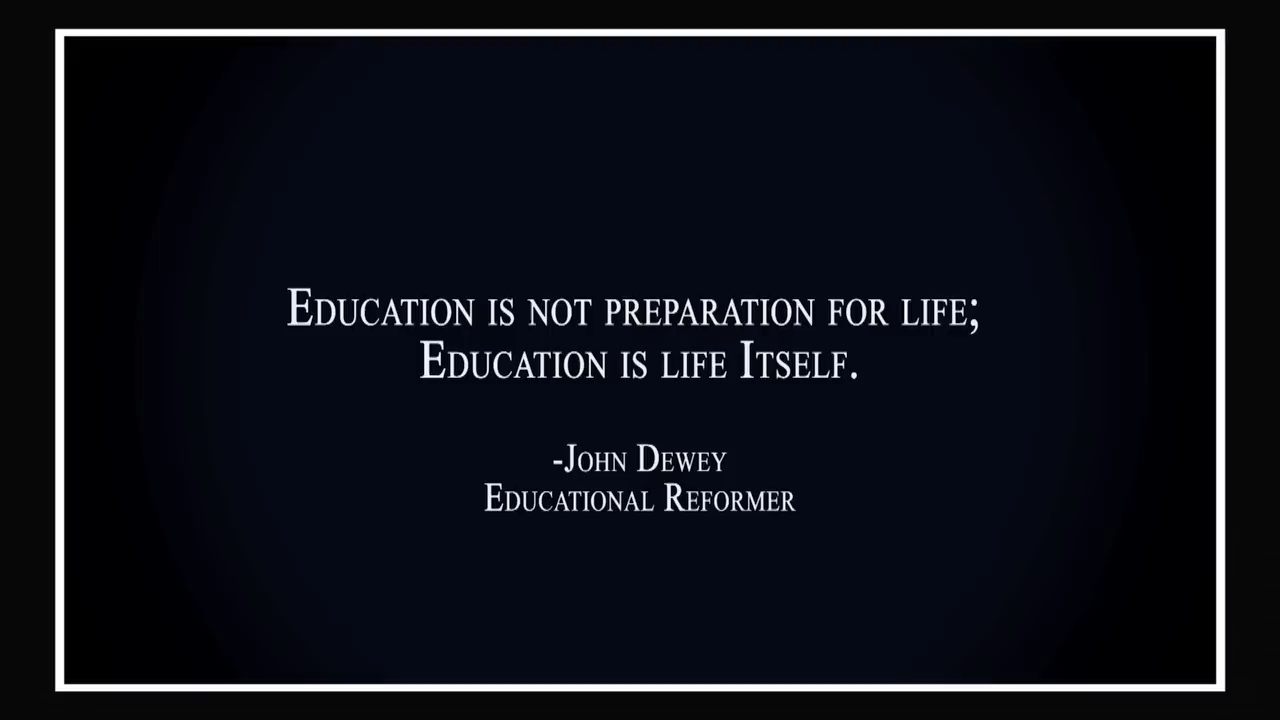 Education is not preparation for life;
Education is life Itself.
-John Dewey
Educational Reformer